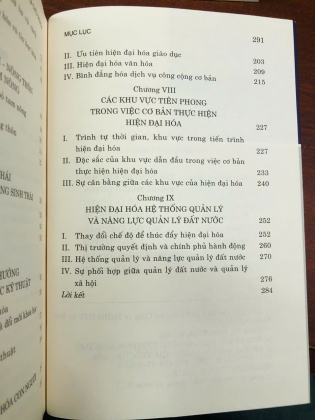 MỤC LỤC
291
II. Ưu tiên hiện đại hóa giáo dục
203
III. Hiện đại hóa văn hóa
209
IV. Bình đẳng hóa dịch vụ công cộng cơ bản
215
Chương VIII
CÁC KHU VỰC TIÊN PHONG
TRONG VIỆC CƠ BẢN THỰC HIỆN
HIỆN ĐẠI HÓA
227
I. Trình tự thời gian, khu vực trong tiến trình
hiện đại hóa
227
II. Đặc sắc của khu vực dẫn đầu trong việc cơ bản
thực hiện hiện đại hóa
233
III. Sự cân bằng giữa các khu vực của hiện đại hóa
240
Chương IX
HIỆN ĐẠI HÓA HỆ THỐNG QUẢN LÝ
VÀ NĂNG LỰC QUẢN LÝ ĐẤT NƯỚC
252
I. Thay đổi chế độ để thúc đẩy hiện đại hóa
252
II. Thị trường quyết định và chính phủ hành động
260
III. Hệ thống quản lý và năng lực quản lý đất nước
270
IV. Sự phối hợp giữa quản lý đất nước và quản lý
xã hội
276
Lời kết
284